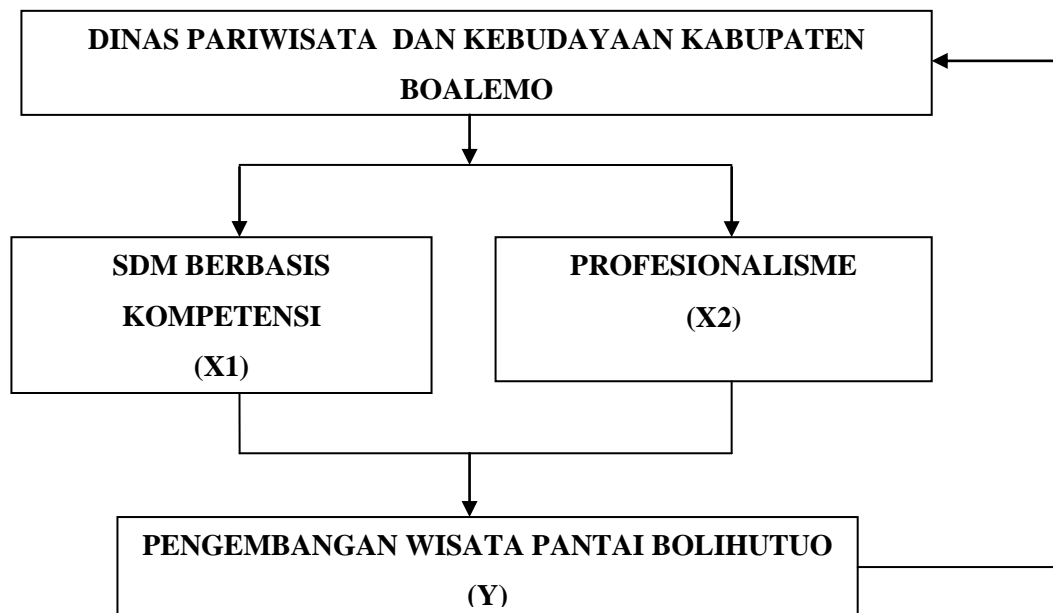 DINAS PARIWISATA DAN KEBUDAYAAN KABUPATEN
BOALEMO
SDM BERBASIS
KOMPETENSI
(X1)
PROFESIONALISME
(X2)
PENGEMBANGAN WISATA PANTAI BOLIHUTUO
(Y)